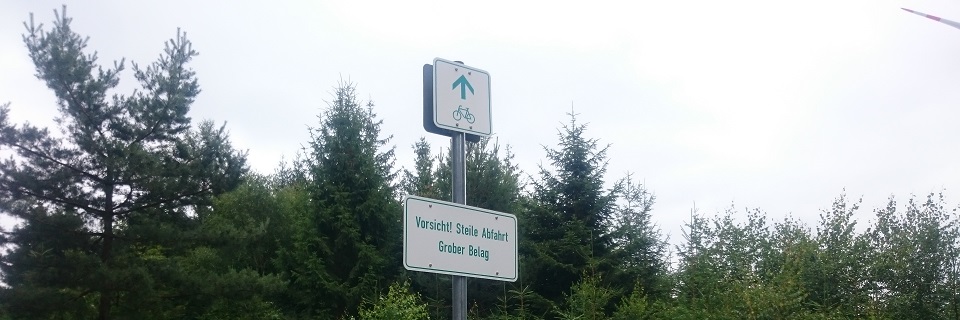 Vorsicht! Steile Abfahrt
Grober Belag